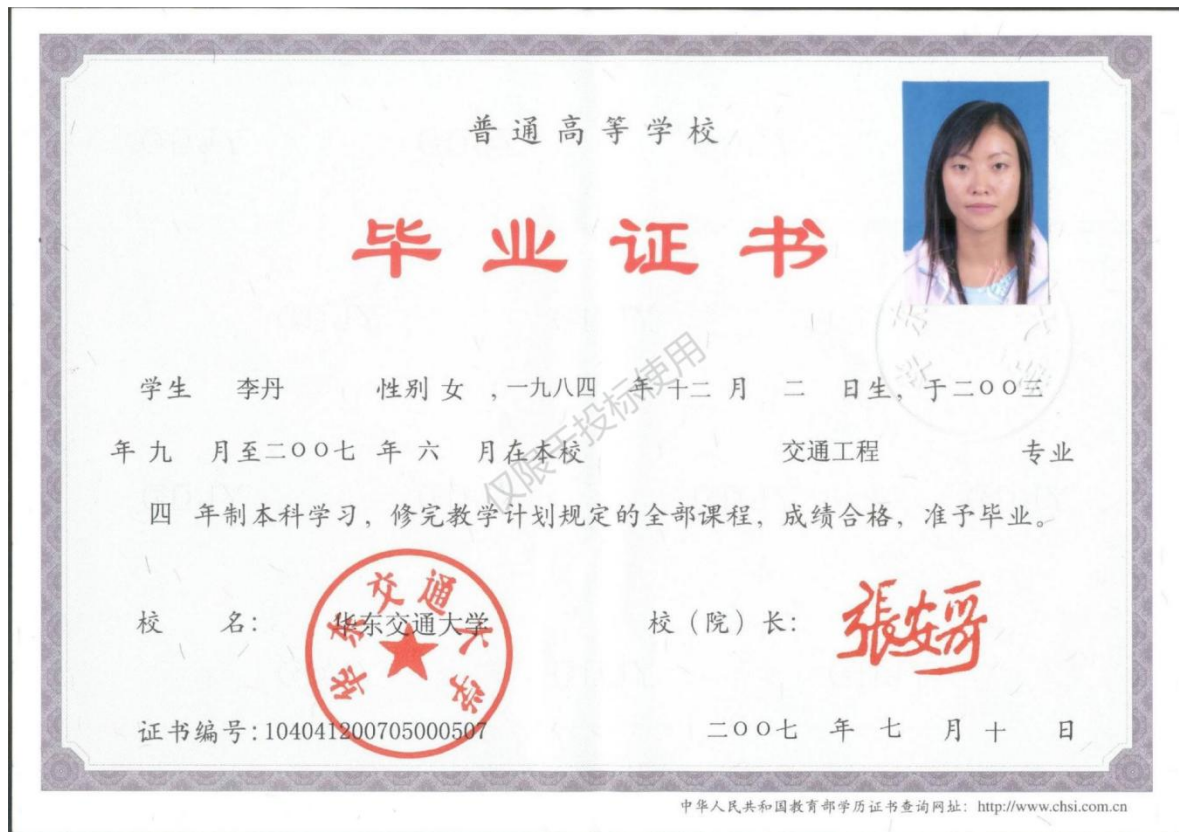 普通高等学校
毕业证书
学生 李丹 性别 女 ，一九八四 年 十二 月 二 日生，于二〇〇三
年 九 月至二〇〇七 年 六 月在本校 交通工程 专业
四 年制本科学习，修完教学计划规定的全部课程，成绩合格，准予毕业。
仅限于投标使用
校 名： 华东交通大学 校（院）长：
华东交通大学
证书编号：104041200705000507 二〇〇七 年 七 月 十 日
中华人民共和国教育部学历证书查询网址：http://www.chsi.com.cn